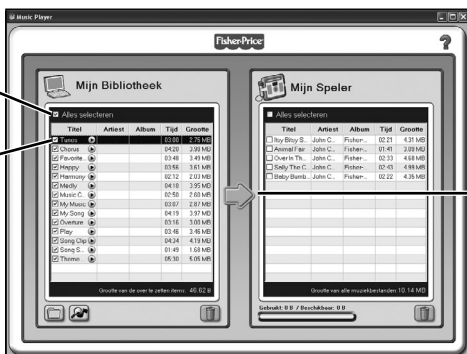 Music Player
Fisher-Price
?
Mijn Bibliotheek
Alles selecteren
Titel Artiest Album Tijd Grootte
Tunus 03:00 2.75 MB
Chorus 04:20 3.98 MB
Favorite... 03:48 3.49 MB
Happy 03:56 3.61 MB
Harmony 02:12 2.03 MB
Medly 04:18 3.95 MB
Music C... 02:50 2.60 MB
My Music 03:07 2.87 MB
My Song 04:19 3.97 MB
Overture 03:16 3.00 MB
Play 03:46 3.46 MB
Song Clip 04:34 4.19 MB
Song S... 01:49 1.68 MB
Theme 05:30 5.05 MB
Grootte van de over te zetten items: 46.62 B
Mijn Speler
Alles selecteren
Titel Artiest Album Tijd Grootte
Itsy Bitsy S... John C... Fisher-... 02:21 4.31 MB
Animal Fair John C... Fisher-... 01:41 3.09 MB
Over In Th... John C... Fisher-... 02:33 4.68 MB
Sally The C... John C... Fisher-... 02:43 4.98 MB
Baby Bumb... John C... Fisher-... 02:22 4.35 MB
Grootte van alle muziekbestanden: 10.14 MB
Gebruikt: 0 B / Beschikbaar: 0 B